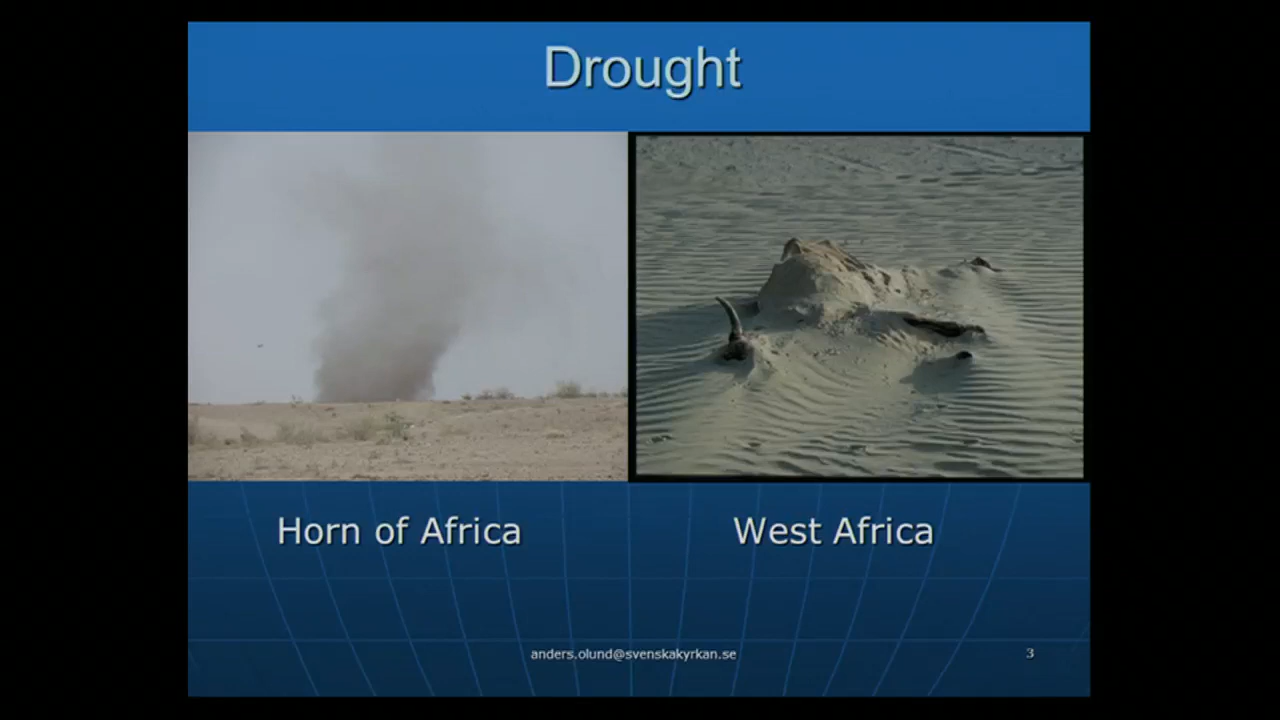 Drought
Horn of Africa
West Africa
anders.olund@svenskakyrkan.se
3